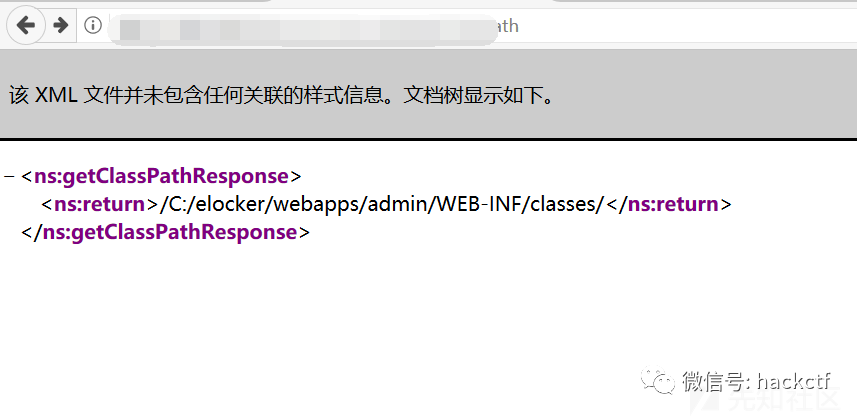 ath
该 XML 文件并未包含任何关联的样式信息。文档树显示如下。
− <ns:getClassPathResponse>
<ns:return>/C:/elocker/webapps/admin/WEB-INF/classes/</ns:return>
</ns:getClassPathResponse>
微信号: hackctf
先知社区